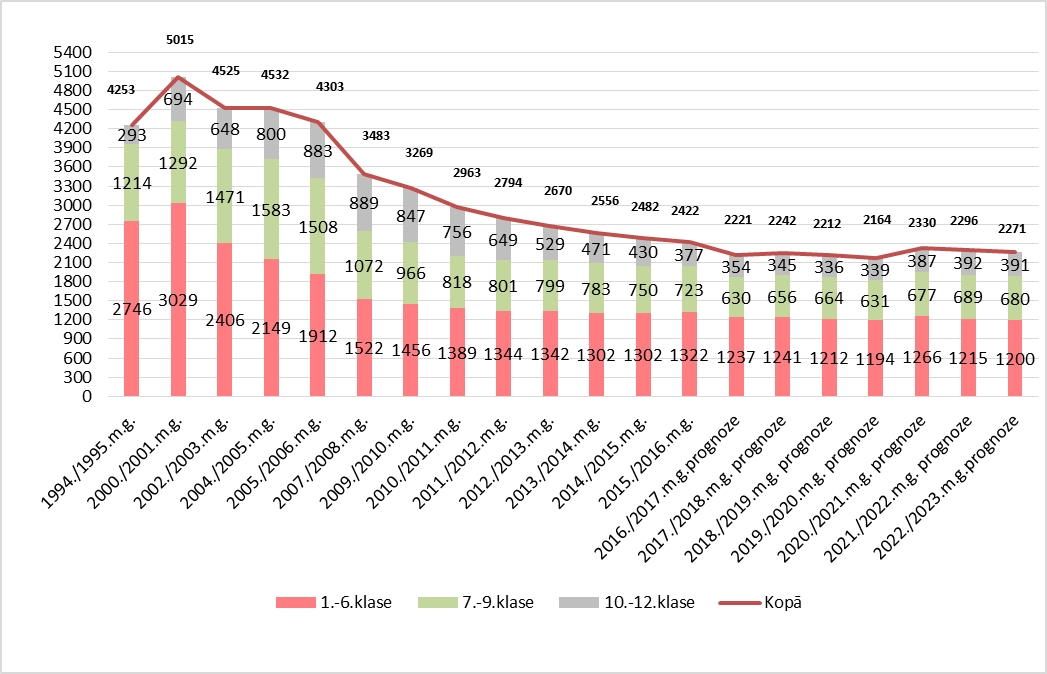 5400
5100
4800
4500
4200
3900
3600
3300
3000
2700
2400
2100
1800
1500
1200
900
600
300
0
4253 5015 4525 4532 4303 3483 3269 2963 2794 2670 2556 2482 2422 2221 2242 2212 2164 2330 2296 2271
293 694 648 800 883 889 847 756 649 529 471 430 377 354 345 336 339 387 392 391
1214 1292 1471 1583 1508 1072 966 818 801 799 783 750 723 630 656 664 631 677 689 680
2746 3029 2406 2149 1912 1522 1456 1389 1344 1342 1302 1302 1322 1237 1241 1212 1194 1266 1215 1200
1994./1995.m.g.
2000./2001.m.g.
2002./2003.m.g.
2004./2005.m.g.
2005./2006.m.g.
2007./2008.m.g.
2009./2010.m.g.
2010./2011.m.g.
2011./2012.m.g.
2012./2013.m.g.
2013./2014.m.g.
2014./2015.m.g.
2015./2016.m.g.
2016./2017.m.g.prognoze
2017./2018.m.g. prognoze
2018./2019.m.g. prognoze
2019./2020.m.g. prognoze
2020./2021.m.g. prognoze
2021./2022.m.g. prognoze
2022./2023.m.g.prognoze
1.-6.klase 7.-9.klase 10.-12.klase Kopā